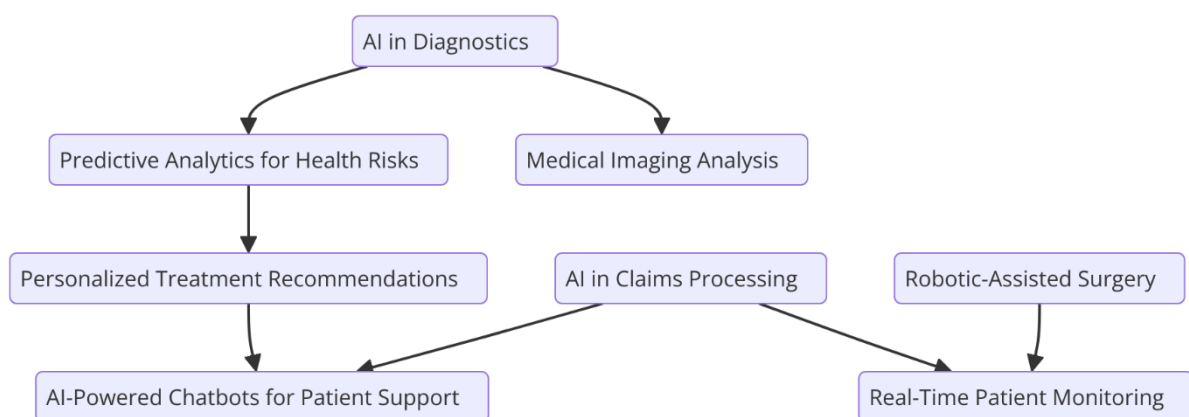 AI in Diagnostics
Predictive Analytics for Health Risks
Medical Imaging Analysis
Personalized Treatment Recommendations
AI in Claims Processing
Robotic-Assisted Surgery
AI-Powered Chatbots for Patient Support
Real-Time Patient Monitoring